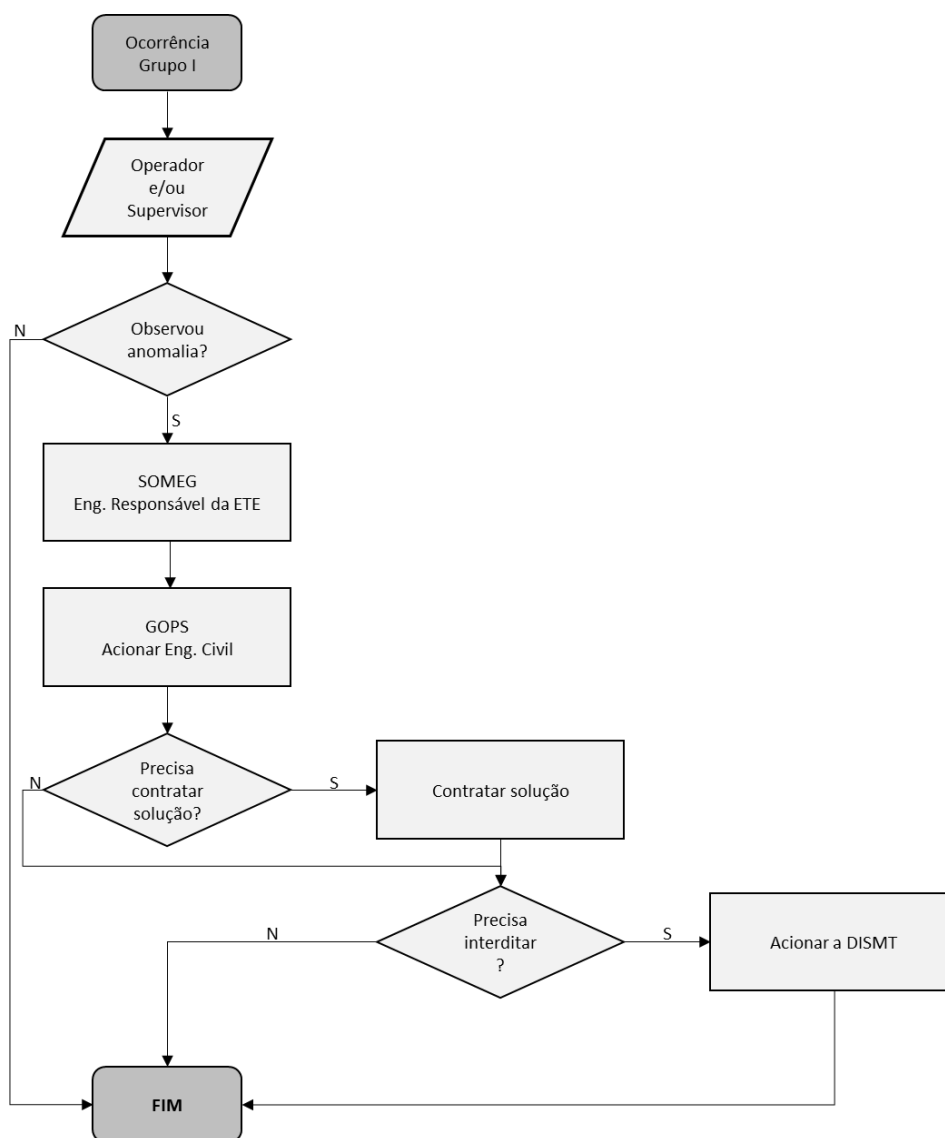 Ocorrência
Grupo I
Operador
e/ou
Supervisor
N
Observou
anomalia?
S
SOMEG
Eng. Responsável da ETE
GOPS
Acionar Eng. Civil
N
Precisa
contratar
solução?
S
Contratar solução
N
Precisa
interditar
?
S
Acionar a DISMT
FIM